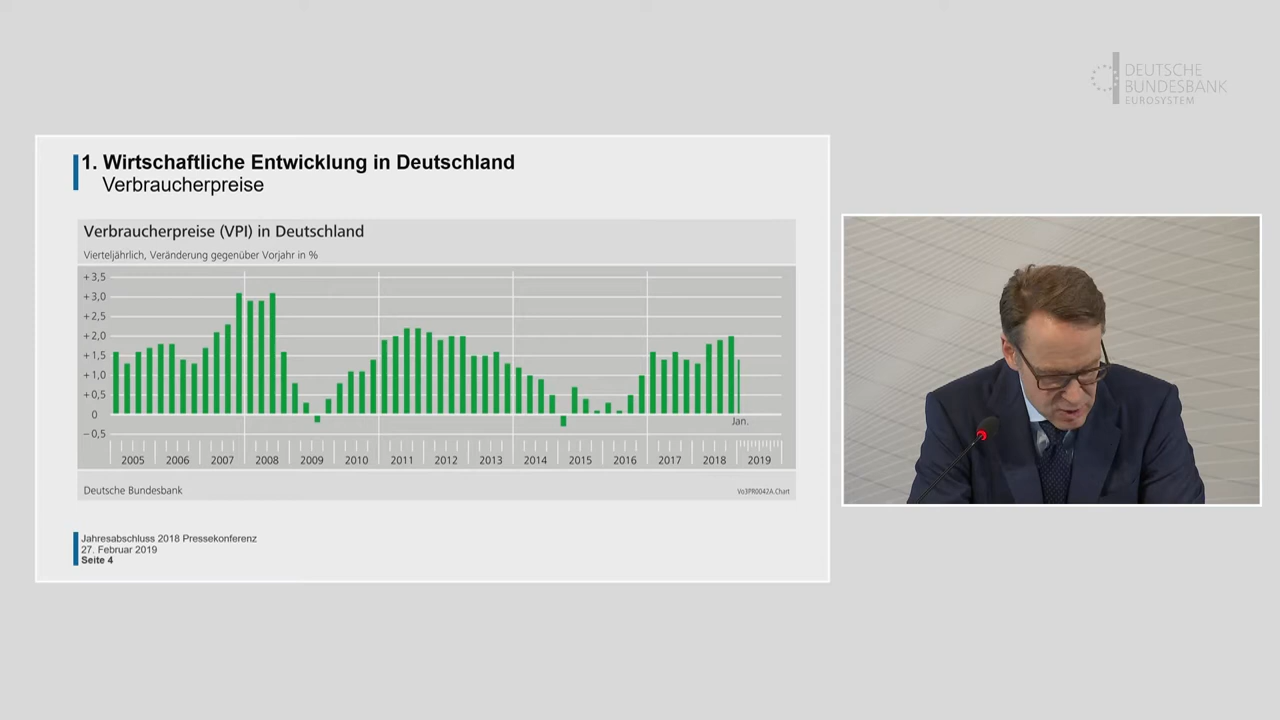 DEUTSCHE
BUNDESBANK
EUROSYSTEM
1. Wirtschaftliche Entwicklung in Deutschland
Verbraucherpreise
Verbraucherpreise (VPI) in Deutschland
Vierteljährlich, Veränderung gegenüber Vorjahr in %
+3,5
+3,0
+2,5
+2,0
+1,5
+1,0
+0,5
0
−0,5
Jan.
2005 2006 2007 2008 2009 2010 2011 2012 2013 2014 2015 2016 2017 2018 2019
Deutsche Bundesbank
Vo3PR0042A.Chart
Jahresabschluss 2018 Pressekonferenz
27. Februar 2019
Seite 4